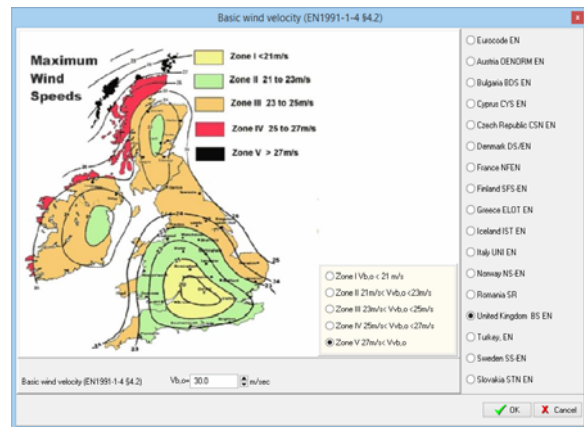 Basic wind velocity (EN1991-1-4 §4.2)
Maximum
Wind
Speeds
Zone I <21m/s
Zone II 21 to 23m/s
Zone III 23 to 25m/s
Zone IV 25 to 27m/s
Zone V > 27m/s
Zone I Vb,o< 21 m/s
Zone II 21m/s< Vvb,o <23m/s
Zone III 23m/s< Vvb,o <25m/s
Zone IV 25m/s< Vvb,o <27m/s
Zone V 27m/s< Vvb,o
Eurocode EN
Austria OENORM EN
Bulgaria BDS EN
Cyprus CYS EN
Czech Republic CSN EN
Denmark DS/EN
France NFEN
Finland SFS-EN
Greece ELOT EN
Iceland IST EN
Italy UNI EN
Norway NS-EN
Romania SR
United Kingdom BS EN
Turkey, EN
Sweden SS-EN
Slovakia STN EN
Basic wind velocity (EN1991-1-4 §4.2) Vb,o= 30.0 m/sec
OK Cancel